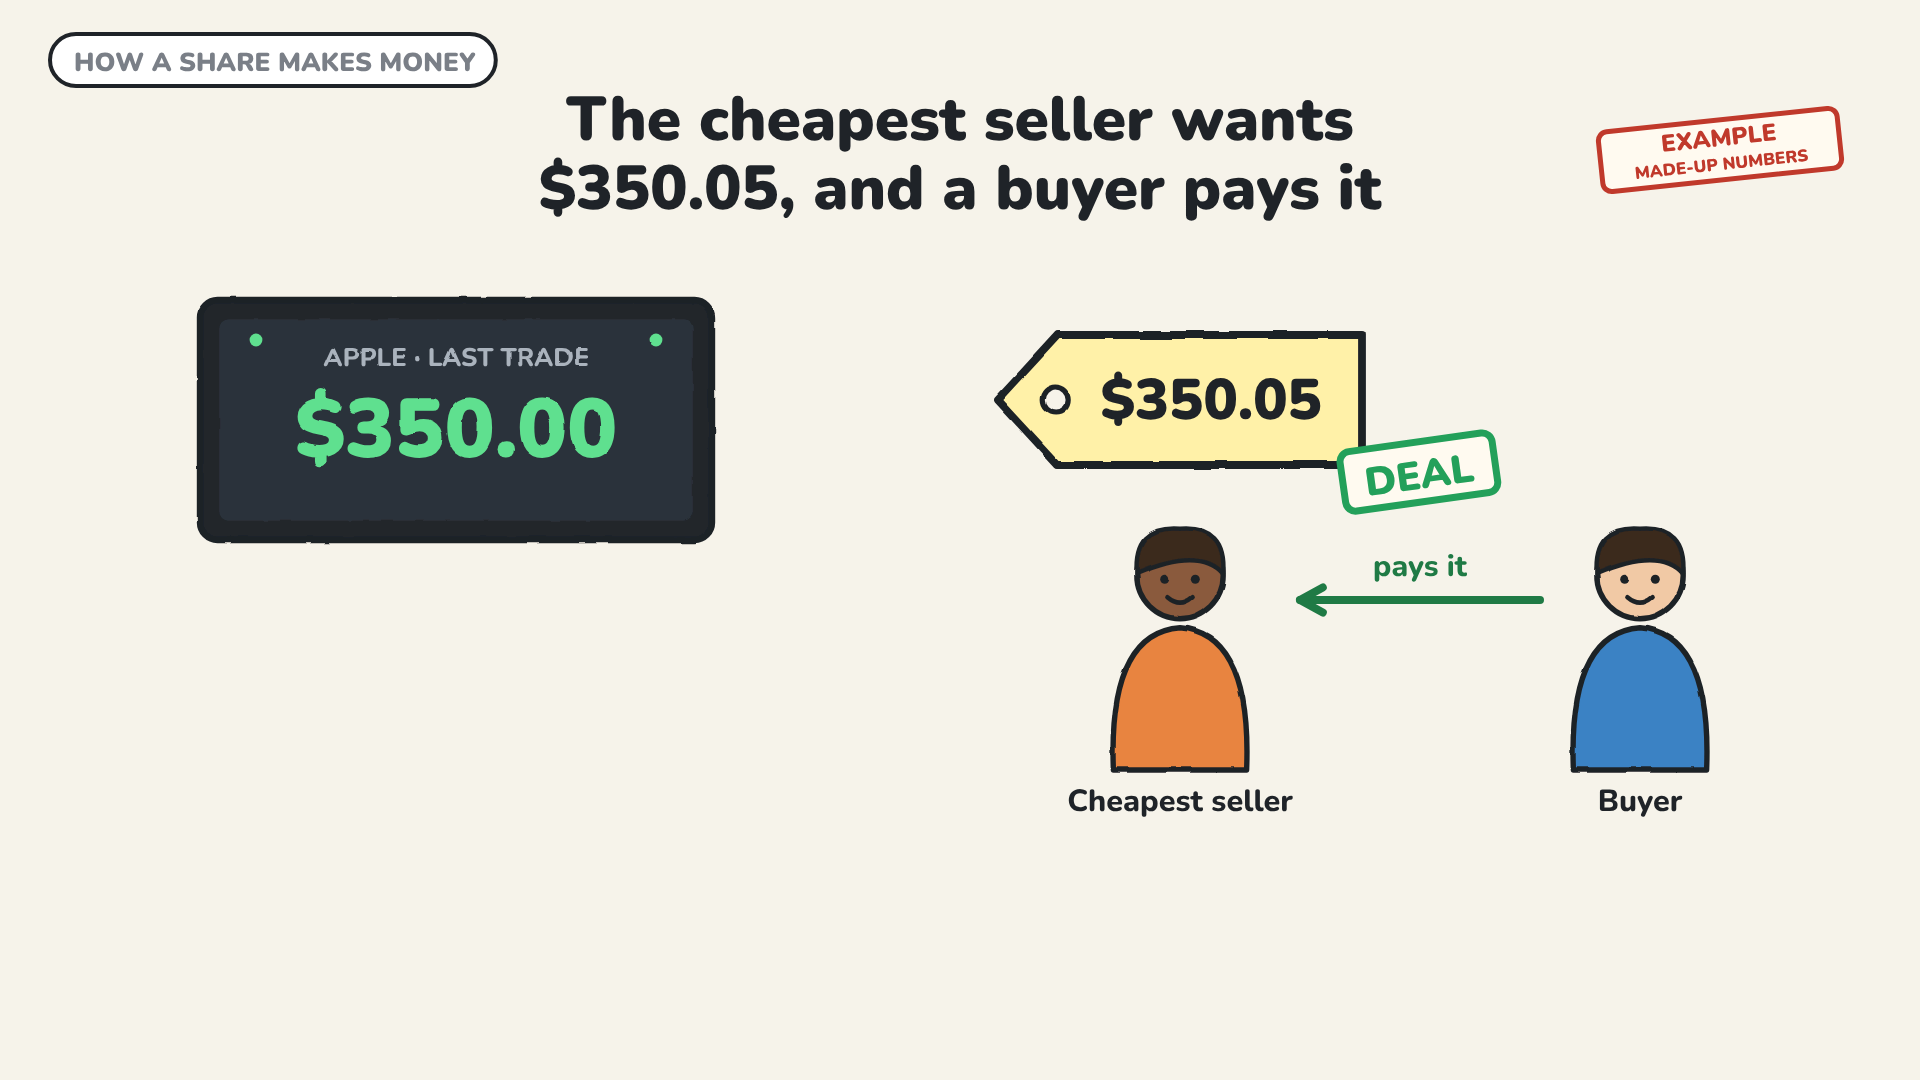 HOW A SHARE MAKES MONEY
The cheapest seller wants
$350.05, and a buyer pays it
EXAMPLE
MADE-UP NUMBERS
APPLE · LAST TRADE
$350.00
$350.05
DEAL
pays it
Cheapest seller
Buyer